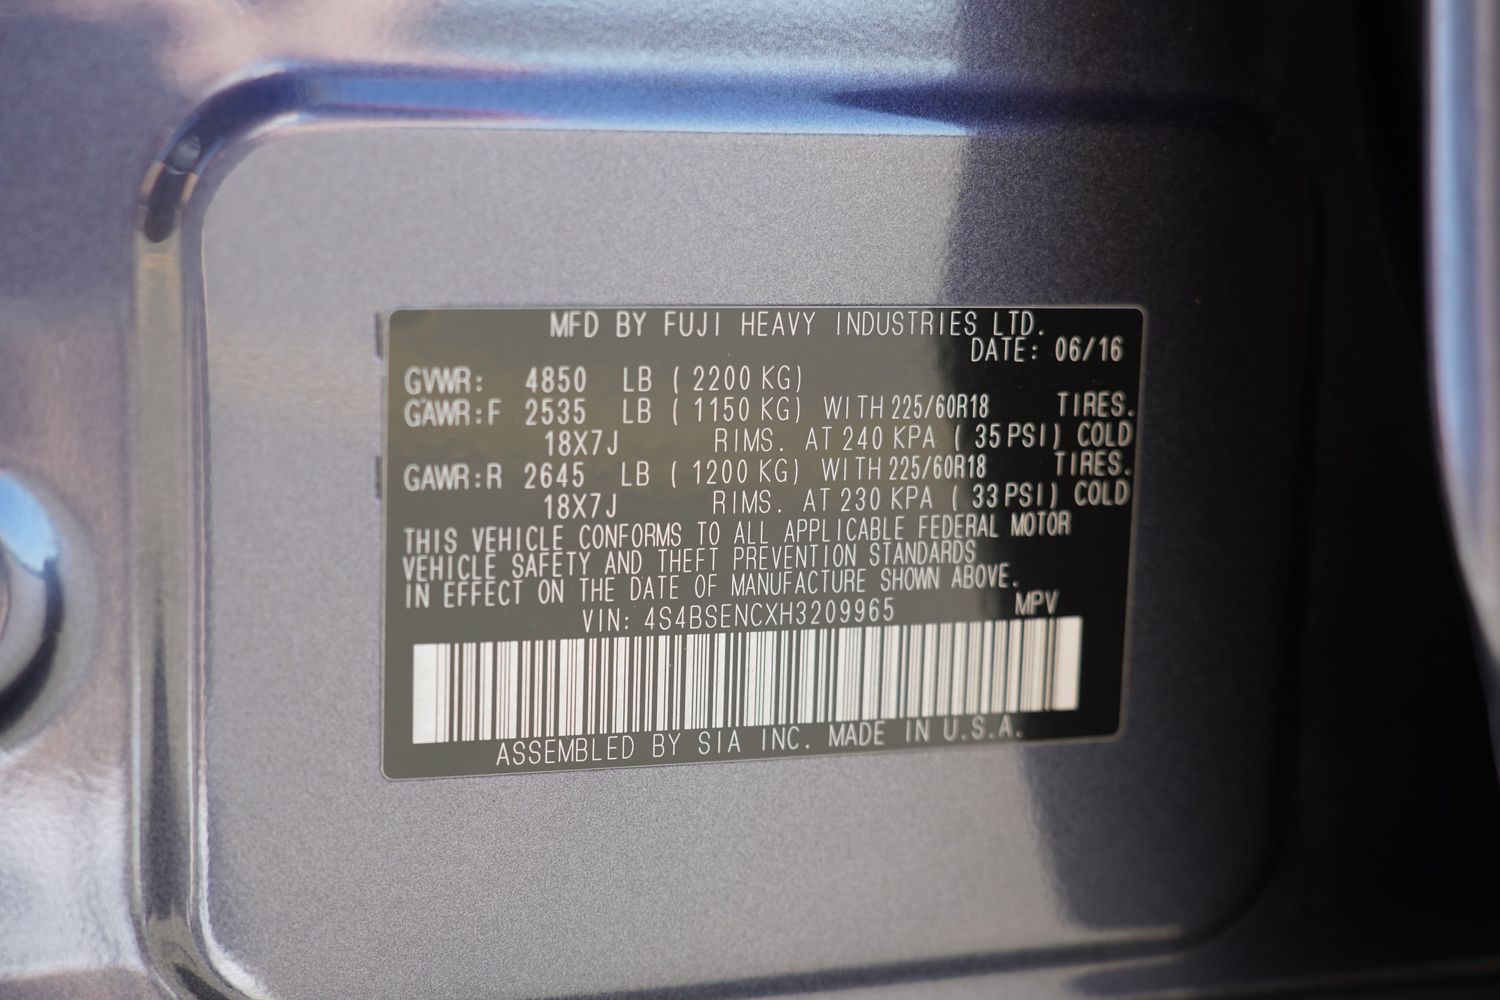 MFD BY FUJI HEAVY INDUSTRIES LTD.
DATE: 06/16
GVWR: 4850 LB ( 2200 KG)
GAWR:F 2535 LB ( 1150 KG) WITH 225/60R18 TIRES.
18X7J RIMS. AT 240 KPA ( 35 PSI) COLD
GAWR:R 2645 LB ( 1200 KG) WITH 225/60R18 TIRES.
18X7J RIMS. AT 230 KPA ( 33 PSI) COLD
THIS VEHICLE CONFORMS TO ALL APPLICABLE FEDERAL MOTOR
VEHICLE SAFETY AND THEFT PREVENTION STANDARDS
IN EFFECT ON THE DATE OF MANUFACTURE SHOWN ABOVE.
VIN: 4S4BSENCXH3209965 MPV
ASSEMBLED BY SIA INC. MADE IN U.S.A.